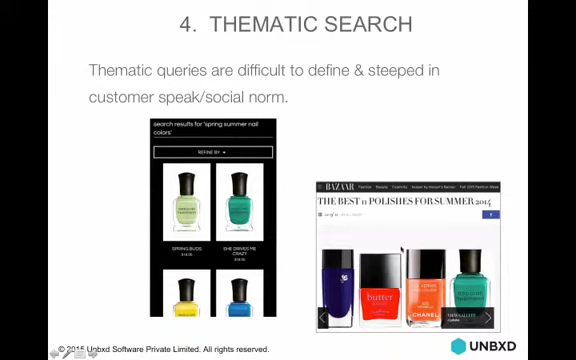 4. THEMATIC SEARCH
Thematic queries are difficult to define & steeped in
customer speak/social norm.
search results for 'spring summer nail
colors'
REFINE BY
SPRING BUDS
SHE DRIVES ME
CRAZY
BAZAAR
THE BEST 11 POLISHES FOR SUMMER 2014
butter
CHANEL
© 2015 Unbxd Software Private Limited. All rights reserved.
UNBXD